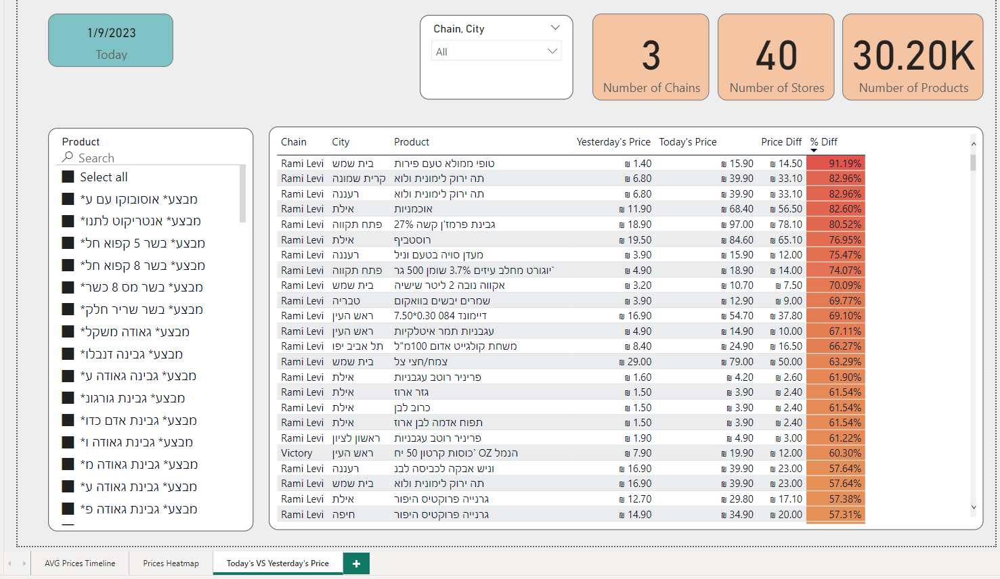 1/9/2023
Today
Chain, City
All
3
Number of Chains
40
Number of Stores
30.20K
Number of Products
Product
Search
Select all
*מבצע* אוסובוקו עם ע
*מבצע* אנטריקוט לתנו
*מבצע* בשר 5 קפוא חל
*מבצע* בשר 8 קפוא חל
*מבצע* בשר מס 8 כשר
*מבצע* בשר שריר חלק
*מבצע* גאודה משקל
*מבצע* גבינה דנבלו
*מבצע* גבינה גאודה ע
*מבצע* גבינת גורגונ
*מבצע* גבינת אדם כדו
*מבצע* גבינת גאודה ו
*מבצע* גבינת גאודה מ
*מבצע* גבינת גאודה ע
*מבצע* גבינת גאודה פ
Chain City Product Yesterday's Price Today's Price Price Diff % Diff
Rami Levi בית שמש טופי ממולא טעם פירות ₪ 1.40 ₪ 15.90 ₪ 14.50 91.19%
Rami Levi קרית שמונה תה ירוק לימונית ולוא ₪ 6.80 ₪ 39.90 ₪ 33.10 82.96%
Rami Levi רעננה תה ירוק לימונית ולוא ₪ 6.80 ₪ 39.90 ₪ 33.10 82.96%
Rami Levi אילת אוכמניות ₪ 11.90 ₪ 68.40 ₪ 56.50 82.60%
Rami Levi פתח תקווה גבינת פרמז'ן קשה 27% ₪ 18.90 ₪ 97.00 ₪ 78.10 80.52%
Rami Levi אילת רוסטביף ₪ 19.50 ₪ 84.60 ₪ 65.10 76.95%
Rami Levi רעננה מעדן סויה בטעם וניל ₪ 3.90 ₪ 15.90 ₪ 12.00 75.47%
Rami Levi פתח תקווה `יוגורט מחלב עיזים 3.7% שומן 500 גר ₪ 4.90 ₪ 18.90 ₪ 14.00 74.07%
Rami Levi בית שמש אקווה נובה 2 ליטר שישיה ₪ 3.20 ₪ 10.70 ₪ 7.50 70.09%
Rami Levi טבריה שמרים יבשים בוואקום ₪ 3.90 ₪ 12.90 ₪ 9.00 69.77%
Rami Levi ראש העין דיימונד 084 0.30*7.50 ₪ 16.90 ₪ 54.70 ₪ 37.80 69.10%
Rami Levi ראש העין עגבניות תמר איטלקיות ₪ 4.90 ₪ 14.90 ₪ 10.00 67.11%
Rami Levi תל אביב יפו משחת קולגייט אדום 100מ"ל ₪ 8.40 ₪ 24.90 ₪ 16.50 66.27%
Rami Levi בית שמש צמח/חצי צל ₪ 29.00 ₪ 79.00 ₪ 50.00 63.29%
Rami Levi אילת פריניר רוטב עגבניות ₪ 1.60 ₪ 4.20 ₪ 2.60 61.90%
Rami Levi אילת גזר ארוז ₪ 1.50 ₪ 3.90 ₪ 2.40 61.54%
Rami Levi אילת כרוב לבן ₪ 1.50 ₪ 3.90 ₪ 2.40 61.54%
Rami Levi אילת תפוח אדמה לבן ארוז ₪ 1.50 ₪ 3.90 ₪ 2.40 61.54%
Rami Levi ראשון לציון פריניר רוטב עגבניות ₪ 1.90 ₪ 4.90 ₪ 3.00 61.22%
Victory ראש העין הנמל OZ `כוסות קרטון 50 יח ₪ 7.90 ₪ 19.90 ₪ 12.00 60.30%
Rami Levi רעננה וניש אבקה לכביסה לבנ ₪ 16.90 ₪ 39.90 ₪ 23.00 57.64%
Rami Levi בית שמש תה ירוק לימונית ולוא ₪ 16.90 ₪ 39.90 ₪ 23.00 57.64%
Rami Levi אילת גרנייה פרוקטיס היפור ₪ 12.70 ₪ 29.80 ₪ 17.10 57.38%
Rami Levi חיפה גרנייה פרוקטיס היפור ₪ 14.90 ₪ 34.90 ₪ 20.00 57.31%
AVG Prices Timeline
Prices Heatmap
Today's VS Yesterday's Price
+